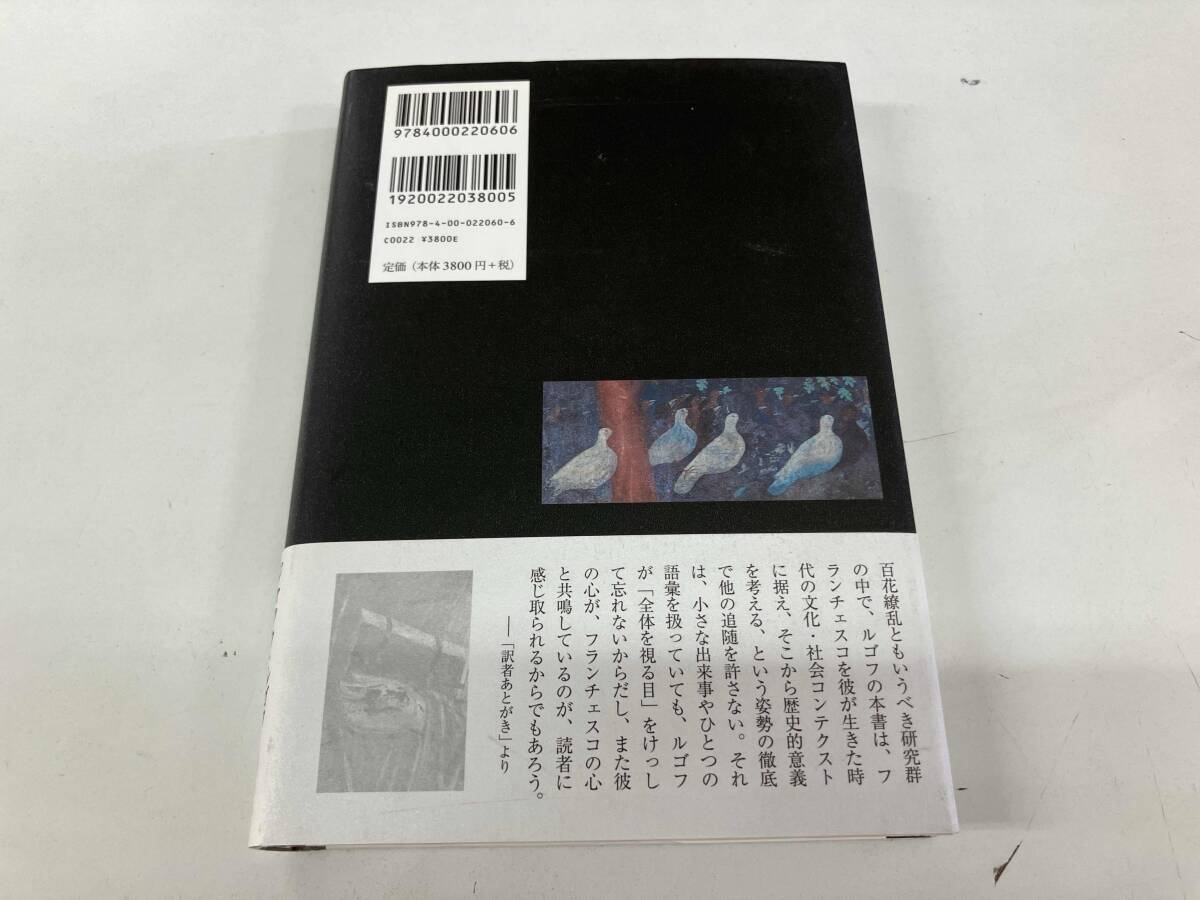 9784000220606
1920022038005
ISBN978-4-00-022060-6
C0022 ¥3800E
定価（本体3800円+税）
百花繚乱ともいうべき研究群
の中で、ルゴフの本書は、フ
ランチェスコを彼が生きた時
代の文化・社会コンテクスト
に据え、そこから歴史的意義
を考える、という姿勢の徹底
で他の追随を許さない。それ
は、小さな出来事やひとつの
語彙を扱っていても、ルゴフ
が「全体を視る目」をけっし
て忘れないからだし、また彼
の心が、フランチェスコの心
と共鳴しているのが、読者に
感じ取られるからでもあろう。
――「訳者あとがき」より